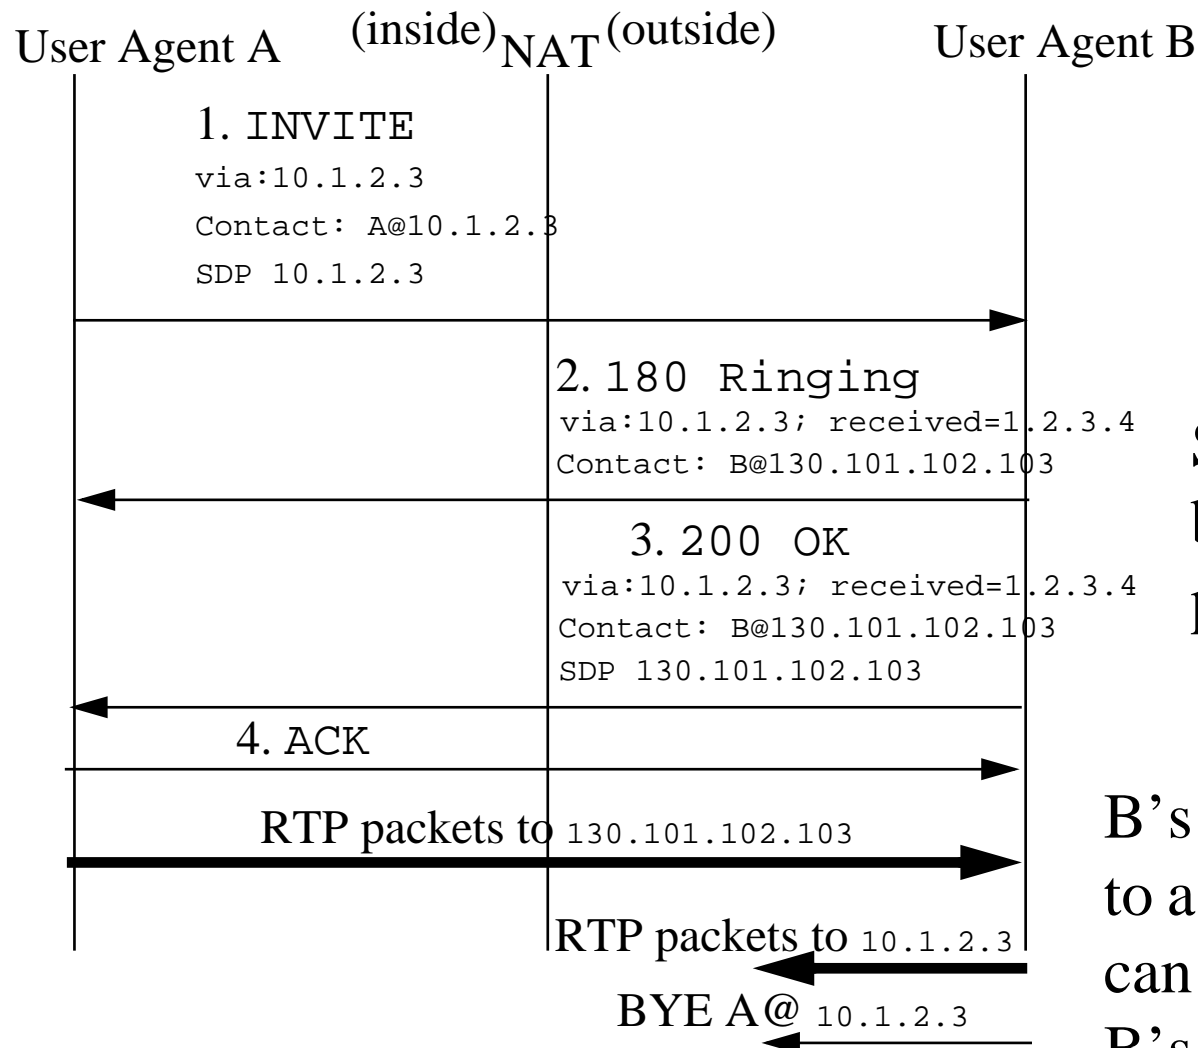 User Agent A (inside) NAT (outside) User Agent B
1. INVITE
via:10.1.2.3
Contact: A@10.1.2.3
SDP 10.1.2.3
2. 180 Ringing
via:10.1.2.3; received=1.2.3.4
Contact: B@130.101.102.103
3. 200 OK
via:10.1.2.3; received=1.2.3.4
Contact: B@130.101.102.103
SDP 130.101.102.103
4. ACK
RTP packets to 130.101.102.103
RTP packets to 10.1.2.3
BYE A@ 10.1.2.3
B’s
to a
can
B’s